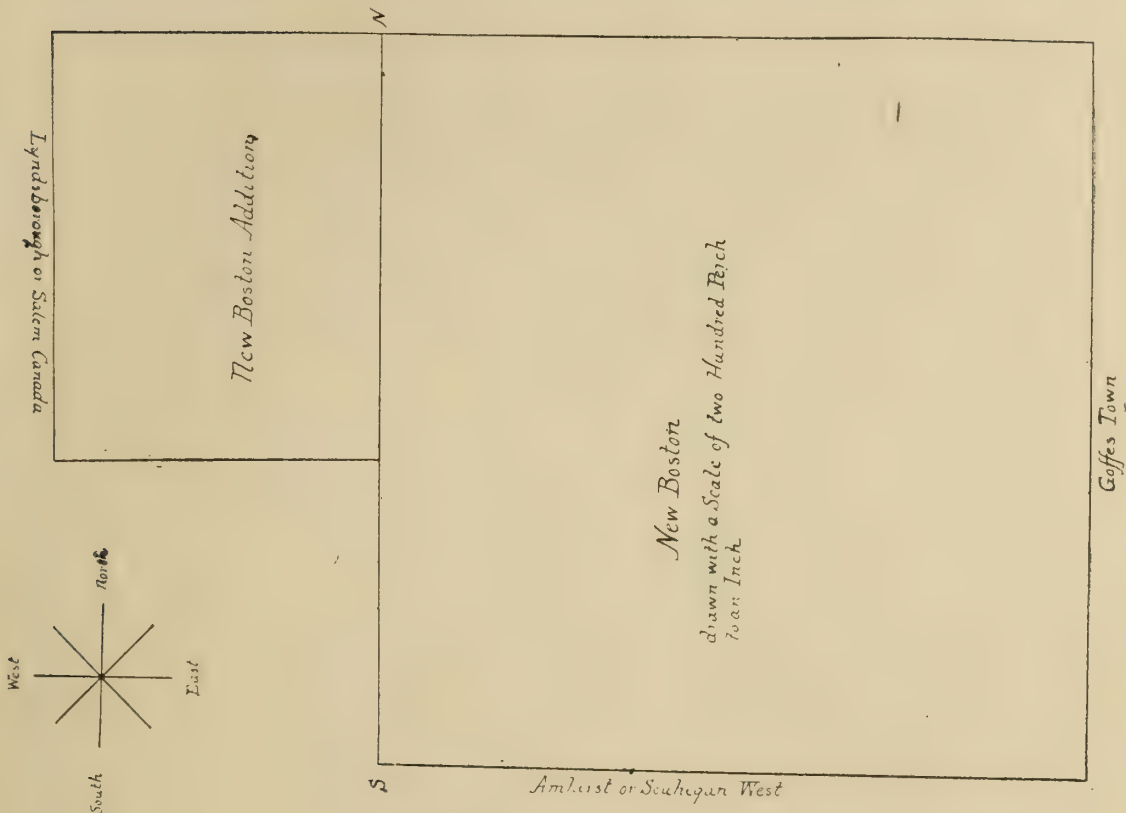 N
Lyndeborough or Salem Canada
New Boston Addition
New Boston
drawn with a Scale of two Hundred Perch
to an Inch
Goffes Town
West
North
East
South
S
Amhurst or Souhegan West